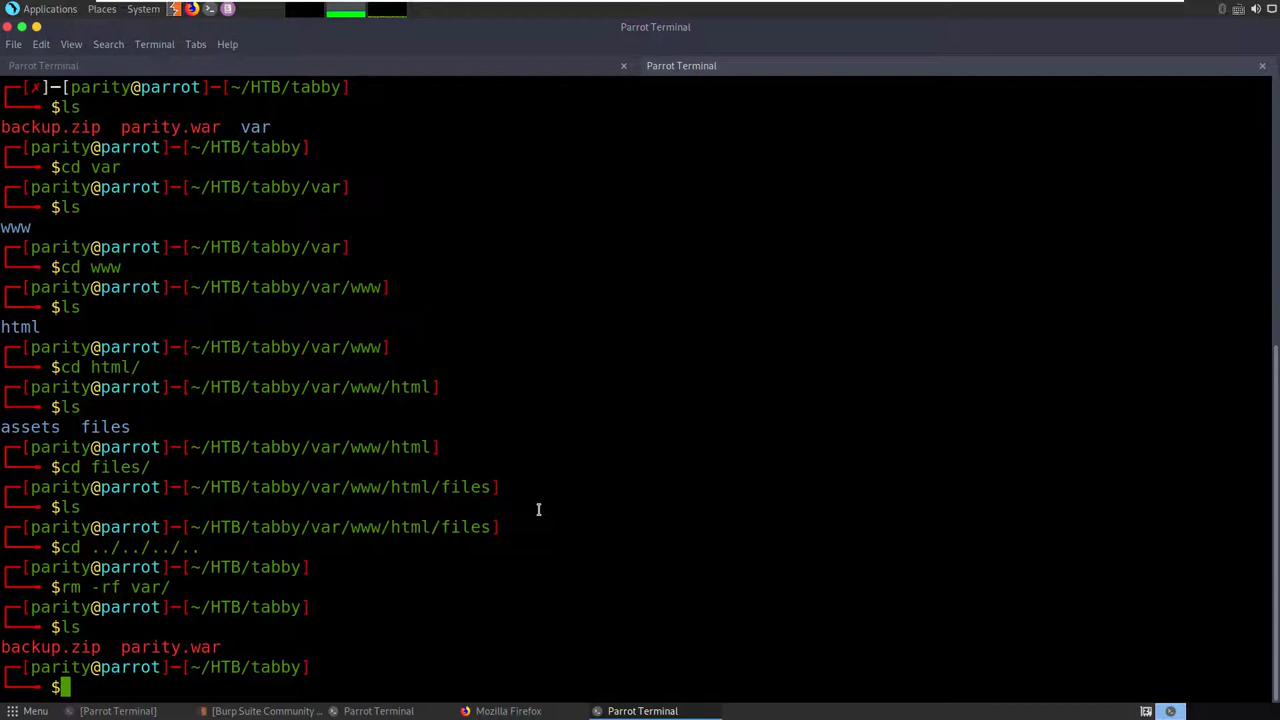 Applications Places System
Parrot Terminal
File Edit View Search Terminal Tabs Help
Parrot Terminal × Parrot Terminal ×
┌─[✗]─[parity@parrot]─[~/HTB/tabby]
└──╼ $ls
backup.zip parity.war var
┌─[parity@parrot]─[~/HTB/tabby]
└──╼ $cd var
┌─[parity@parrot]─[~/HTB/tabby/var]
└──╼ $ls
www
┌─[parity@parrot]─[~/HTB/tabby/var]
└──╼ $cd www
┌─[parity@parrot]─[~/HTB/tabby/var/www]
└──╼ $ls
html
┌─[parity@parrot]─[~/HTB/tabby/var/www]
└──╼ $cd html/
┌─[parity@parrot]─[~/HTB/tabby/var/www/html]
└──╼ $ls
assets files
┌─[parity@parrot]─[~/HTB/tabby/var/www/html]
└──╼ $cd files/
┌─[parity@parrot]─[~/HTB/tabby/var/www/html/files]
└──╼ $ls
┌─[parity@parrot]─[~/HTB/tabby/var/www/html/files]
└──╼ $cd ../../../..
┌─[parity@parrot]─[~/HTB/tabby]
└──╼ $rm -rf var/
┌─[parity@parrot]─[~/HTB/tabby]
└──╼ $ls
backup.zip parity.war
┌─[parity@parrot]─[~/HTB/tabby]
└──╼ $
Menu [Parrot Terminal] [Burp Suite Community ... Parrot Terminal Mozilla Firefox Parrot Terminal